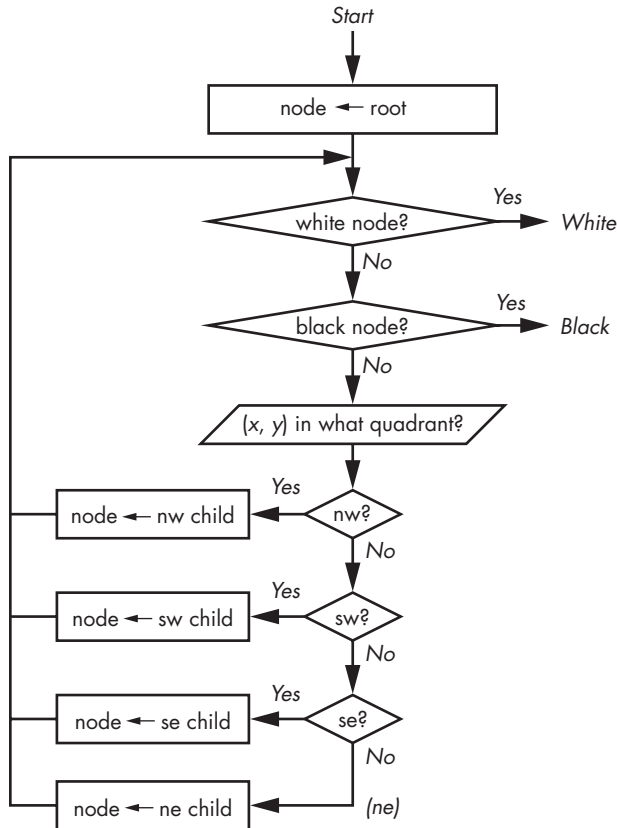 Start
node ← root
Yes
white node?
White
No
Yes
black node?
Black
No
(x, y) in what quadrant?
Yes
node ← nw child
nw?
No
Yes
node ← sw child
sw?
No
Yes
node ← se child
se?
No
node ← ne child
(ne)